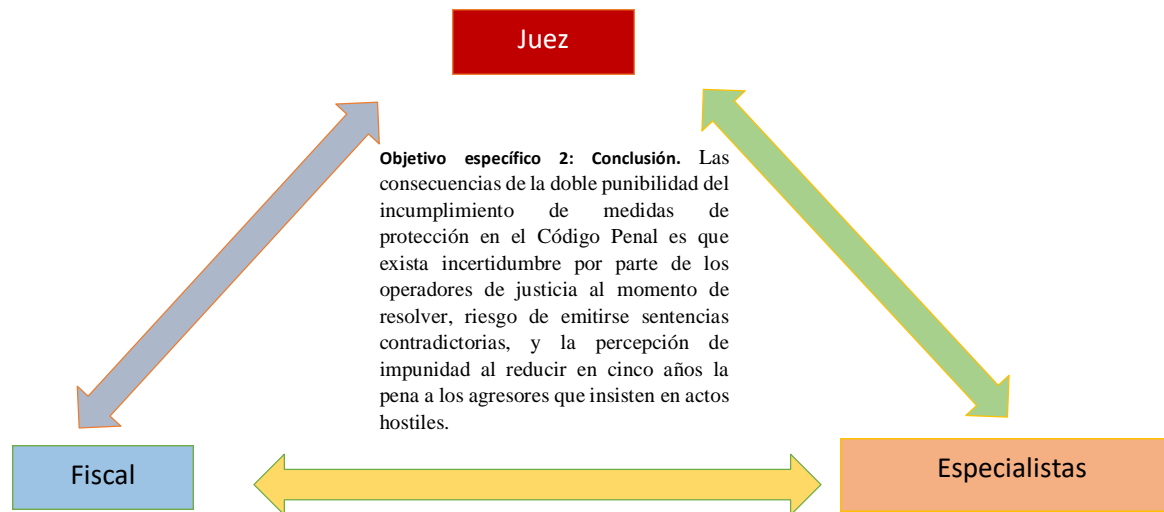 Juez
Objetivo específico 2: Conclusión. Las
consecuencias de la doble punibilidad del
incumplimiento de medidas de
protección en el Código Penal es que
exista incertidumbre por parte de los
operadores de justicia al momento de
resolver, riesgo de emitirse sentencias
contradictorias, y la percepción de
impunidad al reducir en cinco años la
pena a los agresores que insisten en actos
hostiles.
Fiscal
Especialistas